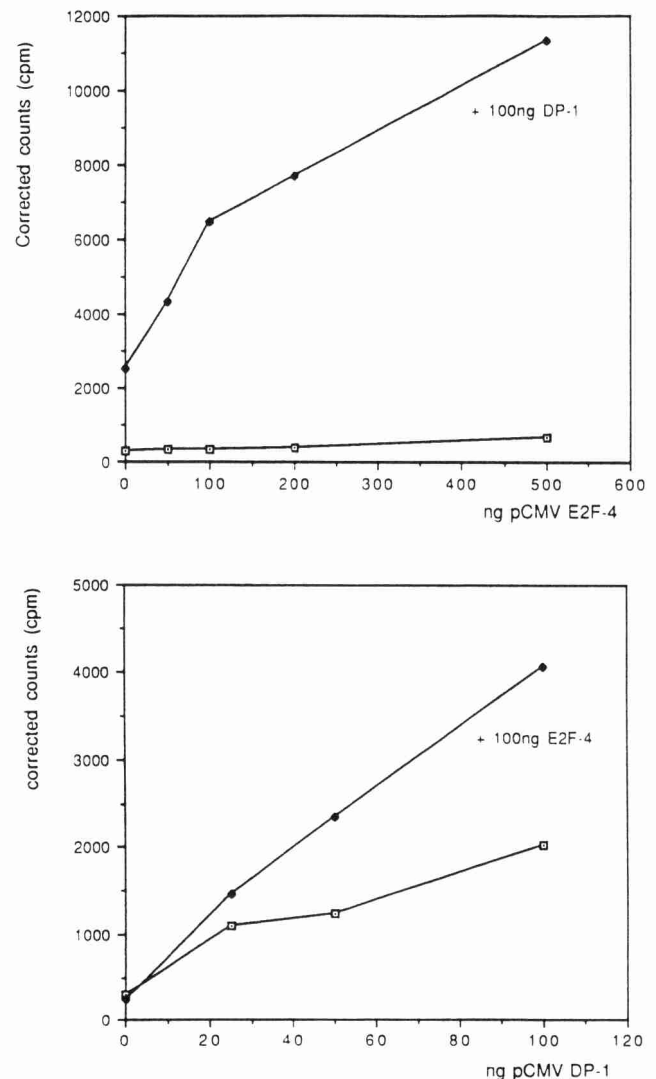 Corrected counts (cpm)
12000
10000
8000
6000
4000
2000
0
+ 100ng DP-1
0 100 200 300 400 500 600
ng pCMV E2F-4
corrected counts (cpm)
5000
4000
3000
2000
1000
0
+ 100ng E2F-4
0 20 40 60 80 100 120
ng pCMV DP-1